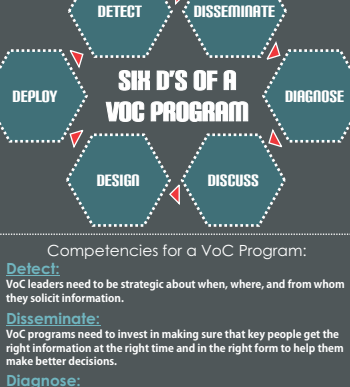 DETECT
DISSEMINATE
DEPLOY
SIX D'S OF A
VOC PROGRAM
DIAGNOSE
DESIGN
DISCUSS
Competencies for a VoC Program:
Detect:
VoC leaders need to be strategic about when, where, and from whom
they solicit information.
Disseminate:
VoC programs need to invest in making sure that key people get the
right information at the right time and in the right form to help them
make better decisions.
Diagnose: